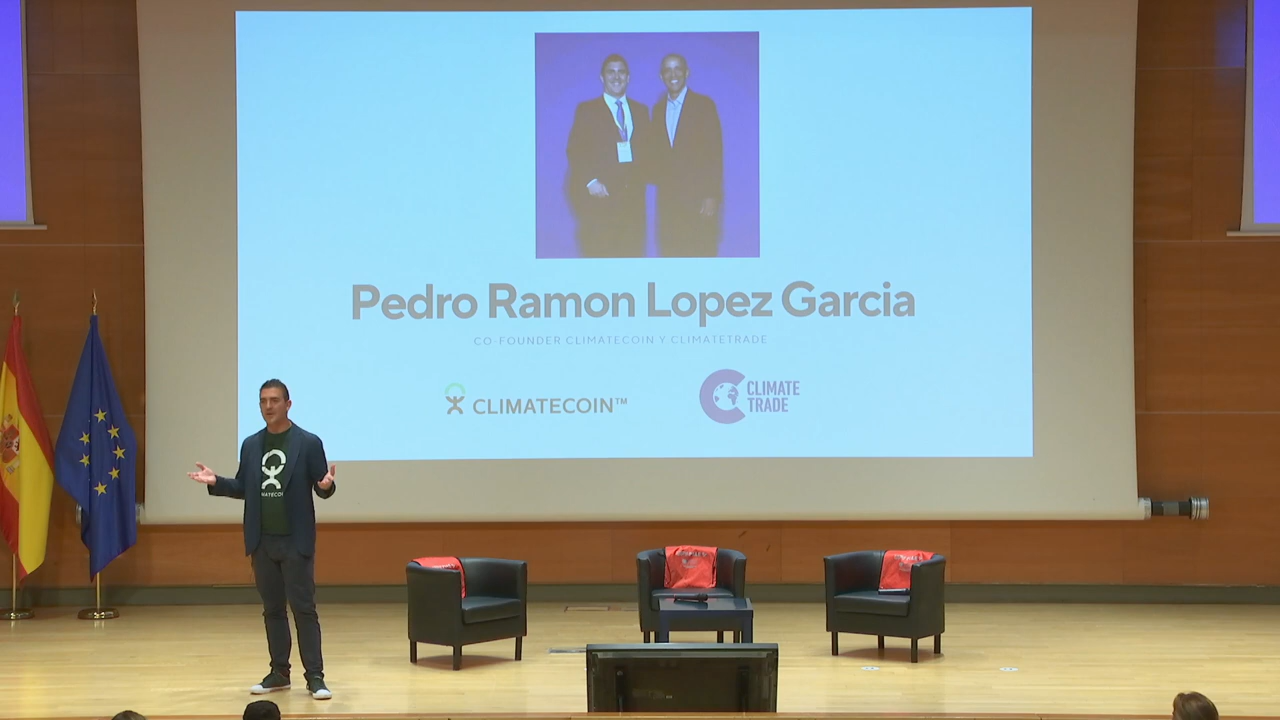 Pedro Ramon Lopez Garcia
CO-FOUNDER CLIMATECOIN Y CLIMATETRADE
CLIMATECOIN™
CLIMATE
TRADE